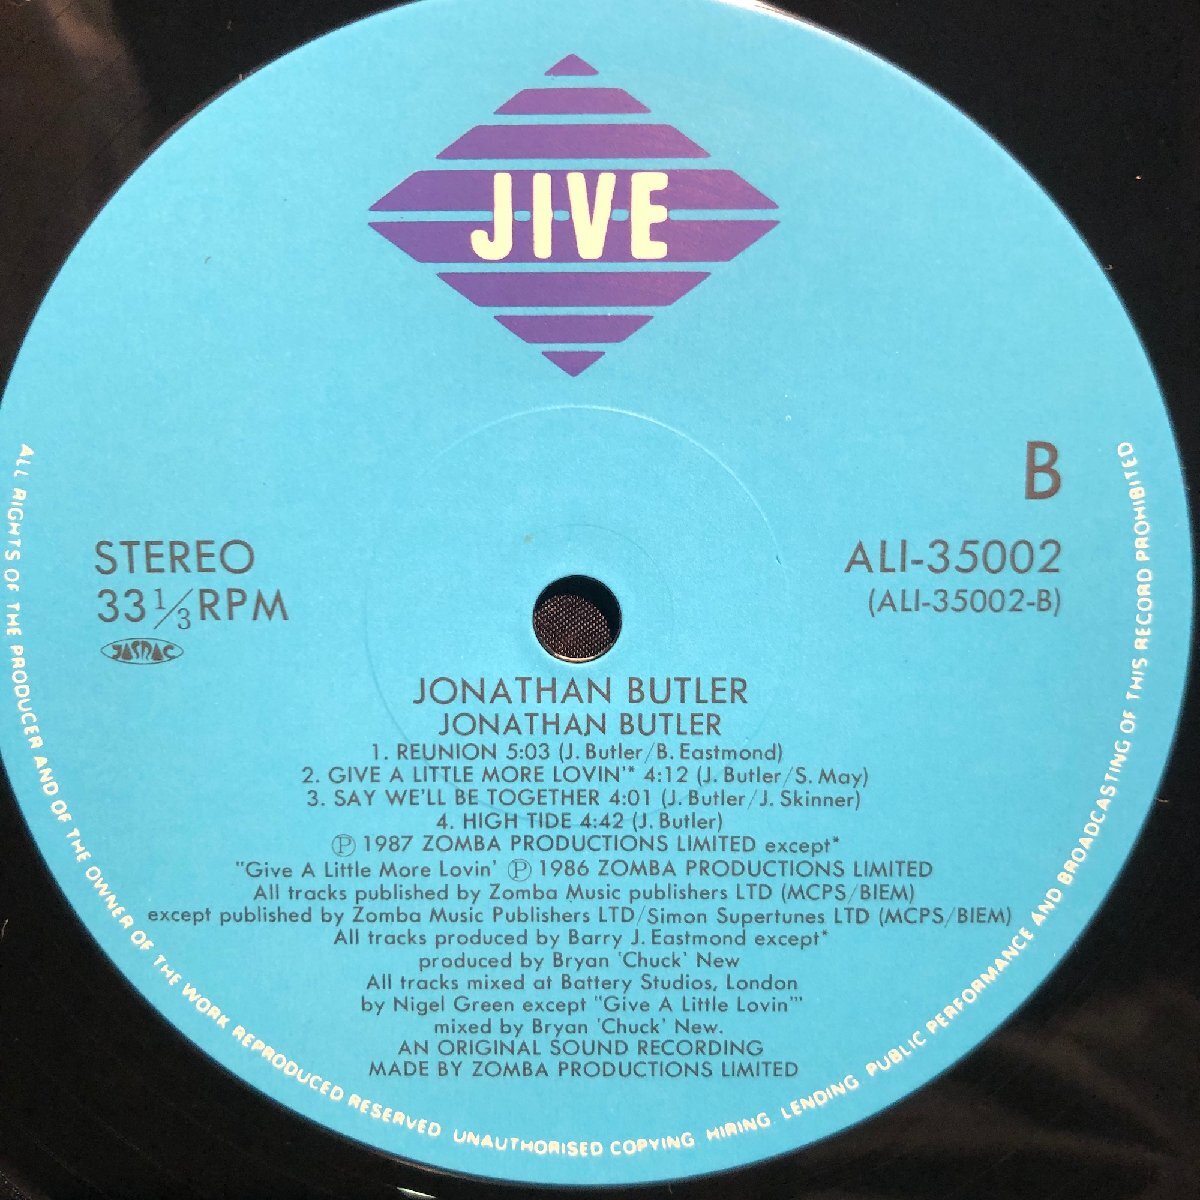 JIVE
B
STEREO
ALI-35002
33 1/3 RPM
(ALI-35002-B)
JASRAC
JONATHAN BUTLER
JONATHAN BUTLER
1. REUNION 5:03 (J. Butler/B. Eastmond)
2. GIVE A LITTLE MORE LOVIN'* 4:12 (J. Butler/S. May)
3. SAY WE'LL BE TOGETHER 4:01 (J. Butler/J. Skinner)
4. HIGH TIDE 4:42 (J. Butler)
Ⓟ 1987 ZOMBA PRODUCTIONS LIMITED except*
"Give A Little More Lovin' Ⓟ 1986 ZOMBA PRODUCTIONS LIMITED
All tracks published by Zomba Music publishers LTD (MCPS/BIEM)
except published by Zomba Music Publishers LTD/Simon Supertunes LTD (MCPS/BIEM)
All tracks produced by Barry J. Eastmond except*
produced by Bryan 'Chuck' New
All tracks mixed at Battery Studios, London
by Nigel Green except "Give A Little Lovin'"
mixed by Bryan 'Chuck' New.
AN ORIGINAL SOUND RECORDING
MADE BY ZOMBA PRODUCTIONS LIMITED
ALL RIGHTS OF THE PRODUCER AND OF THE OWNER OF THE WORK REPRODUCED RESERVED UNAUTHORISED COPYING HIRING LENDING PUBLIC PERFORMANCE AND BROADCASTING OF THIS RECORD PROHIBITED